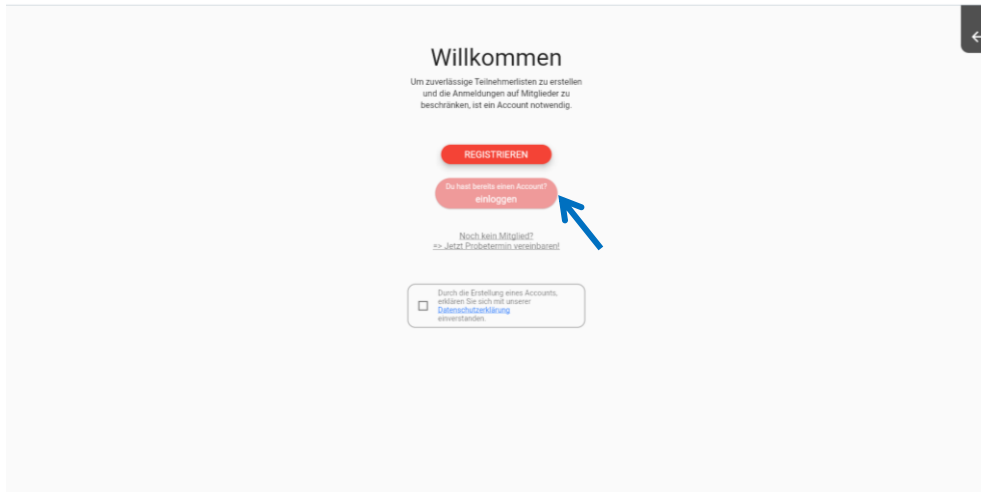 Willkommen
Um zuverlässige Teilnehmerlisten zu erstellen
und die Anmeldungen auf Mitglieder zu
beschränken, ist ein Account notwendig.
REGISTRIEREN
Du hast bereits einen Account?
einloggen
Noch kein Mitglied?
=> Jetzt Probetermin vereinbaren!
Durch die Erstellung eines Accounts,
erklären Sie sich mit unserer
Datenschutzerklärung
einverstanden.